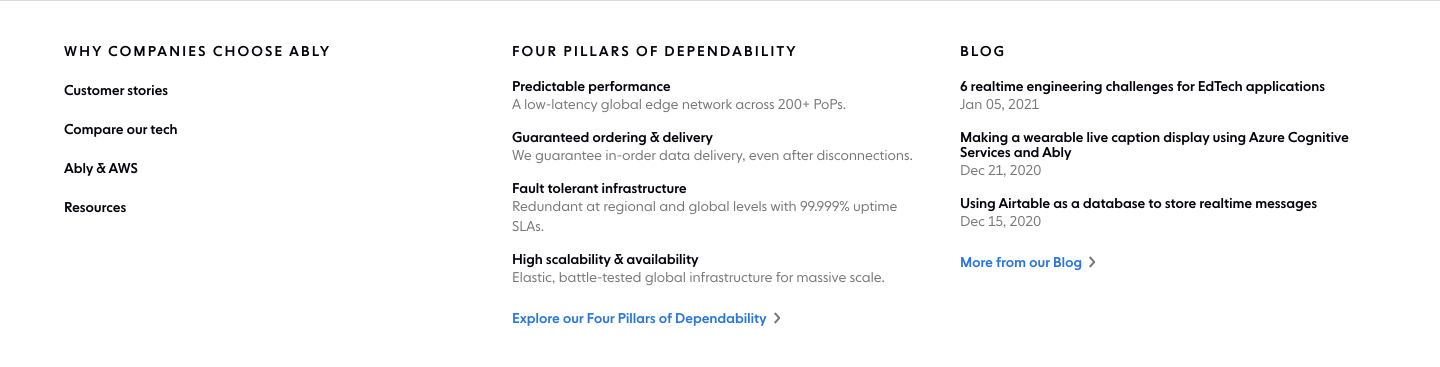 WHY COMPANIES CHOOSE ABLY
Customer stories
Compare our tech
Ably & AWS
Resources
FOUR PILLARS OF DEPENDABILITY
Predictable performance
A low-latency global edge network across 200+ PoPs.
Guaranteed ordering & delivery
We guarantee in-order data delivery, even after disconnections.
Fault tolerant infrastructure
Redundant at regional and global levels with 99.999% uptime
SLAs.
High scalability & availability
Elastic, battle-tested global infrastructure for massive scale.
Explore our Four Pillars of Dependability
BLOG
6 realtime engineering challenges for EdTech applications
Jan 05, 2021
Making a wearable live caption display using Azure Cognitive
Services and Ably
Dec 21, 2020
Using Airtable as a database to store realtime messages
Dec 15, 2020
More from our Blog